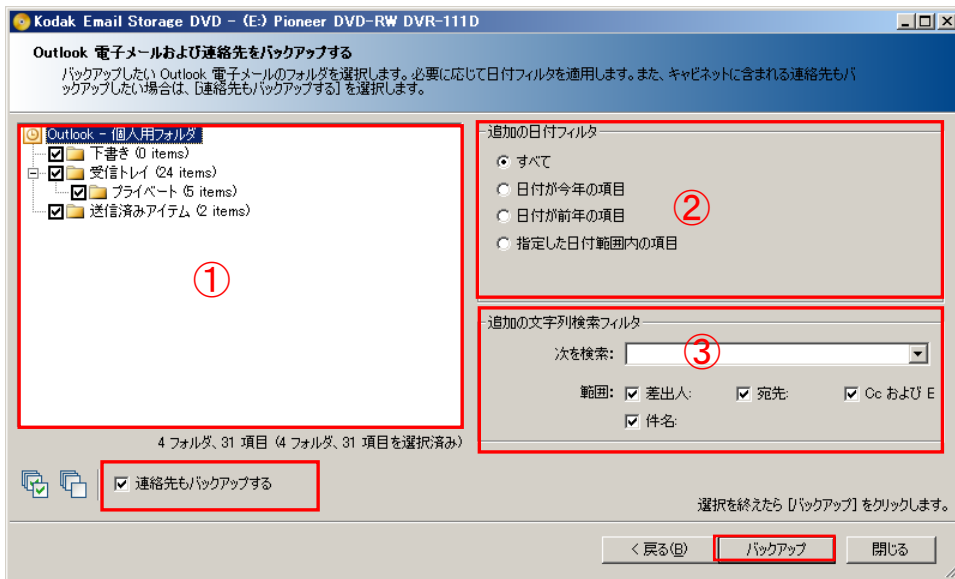 Kodak Email Storage DVD - (E:) Pioneer DVD-RW DVR-111D
Outlook 電子メールおよび連絡先をバックアップする
バックアップしたい Outlook 電子メールのフォルダを選択します。必要に応じて日付フィルタを適用します。また、キャビネットに含まれる連絡先もバ
ックアップしたい場合は、[連絡先もバックアップする] を選択します。
Outlook - 個人用フォルダ
下書き (0 items)
受信トレイ (24 items)
プライベート (5 items)
送信済みアイテム (2 items)
①
4 フォルダ、31 項目 (4 フォルダ、31 項目を選択済み)
連絡先もバックアップする
追加の日付フィルタ
すべて
日付が今年の項目
日付が前年の項目
指定した日付範囲内の項目
②
追加の文字列検索フィルタ
次を検索:
③
範囲: 差出人: 宛先: Cc および E
件名:
選択を終えたら [バックアップ] をクリックします。
< 戻る(B) バックアップ 閉じる